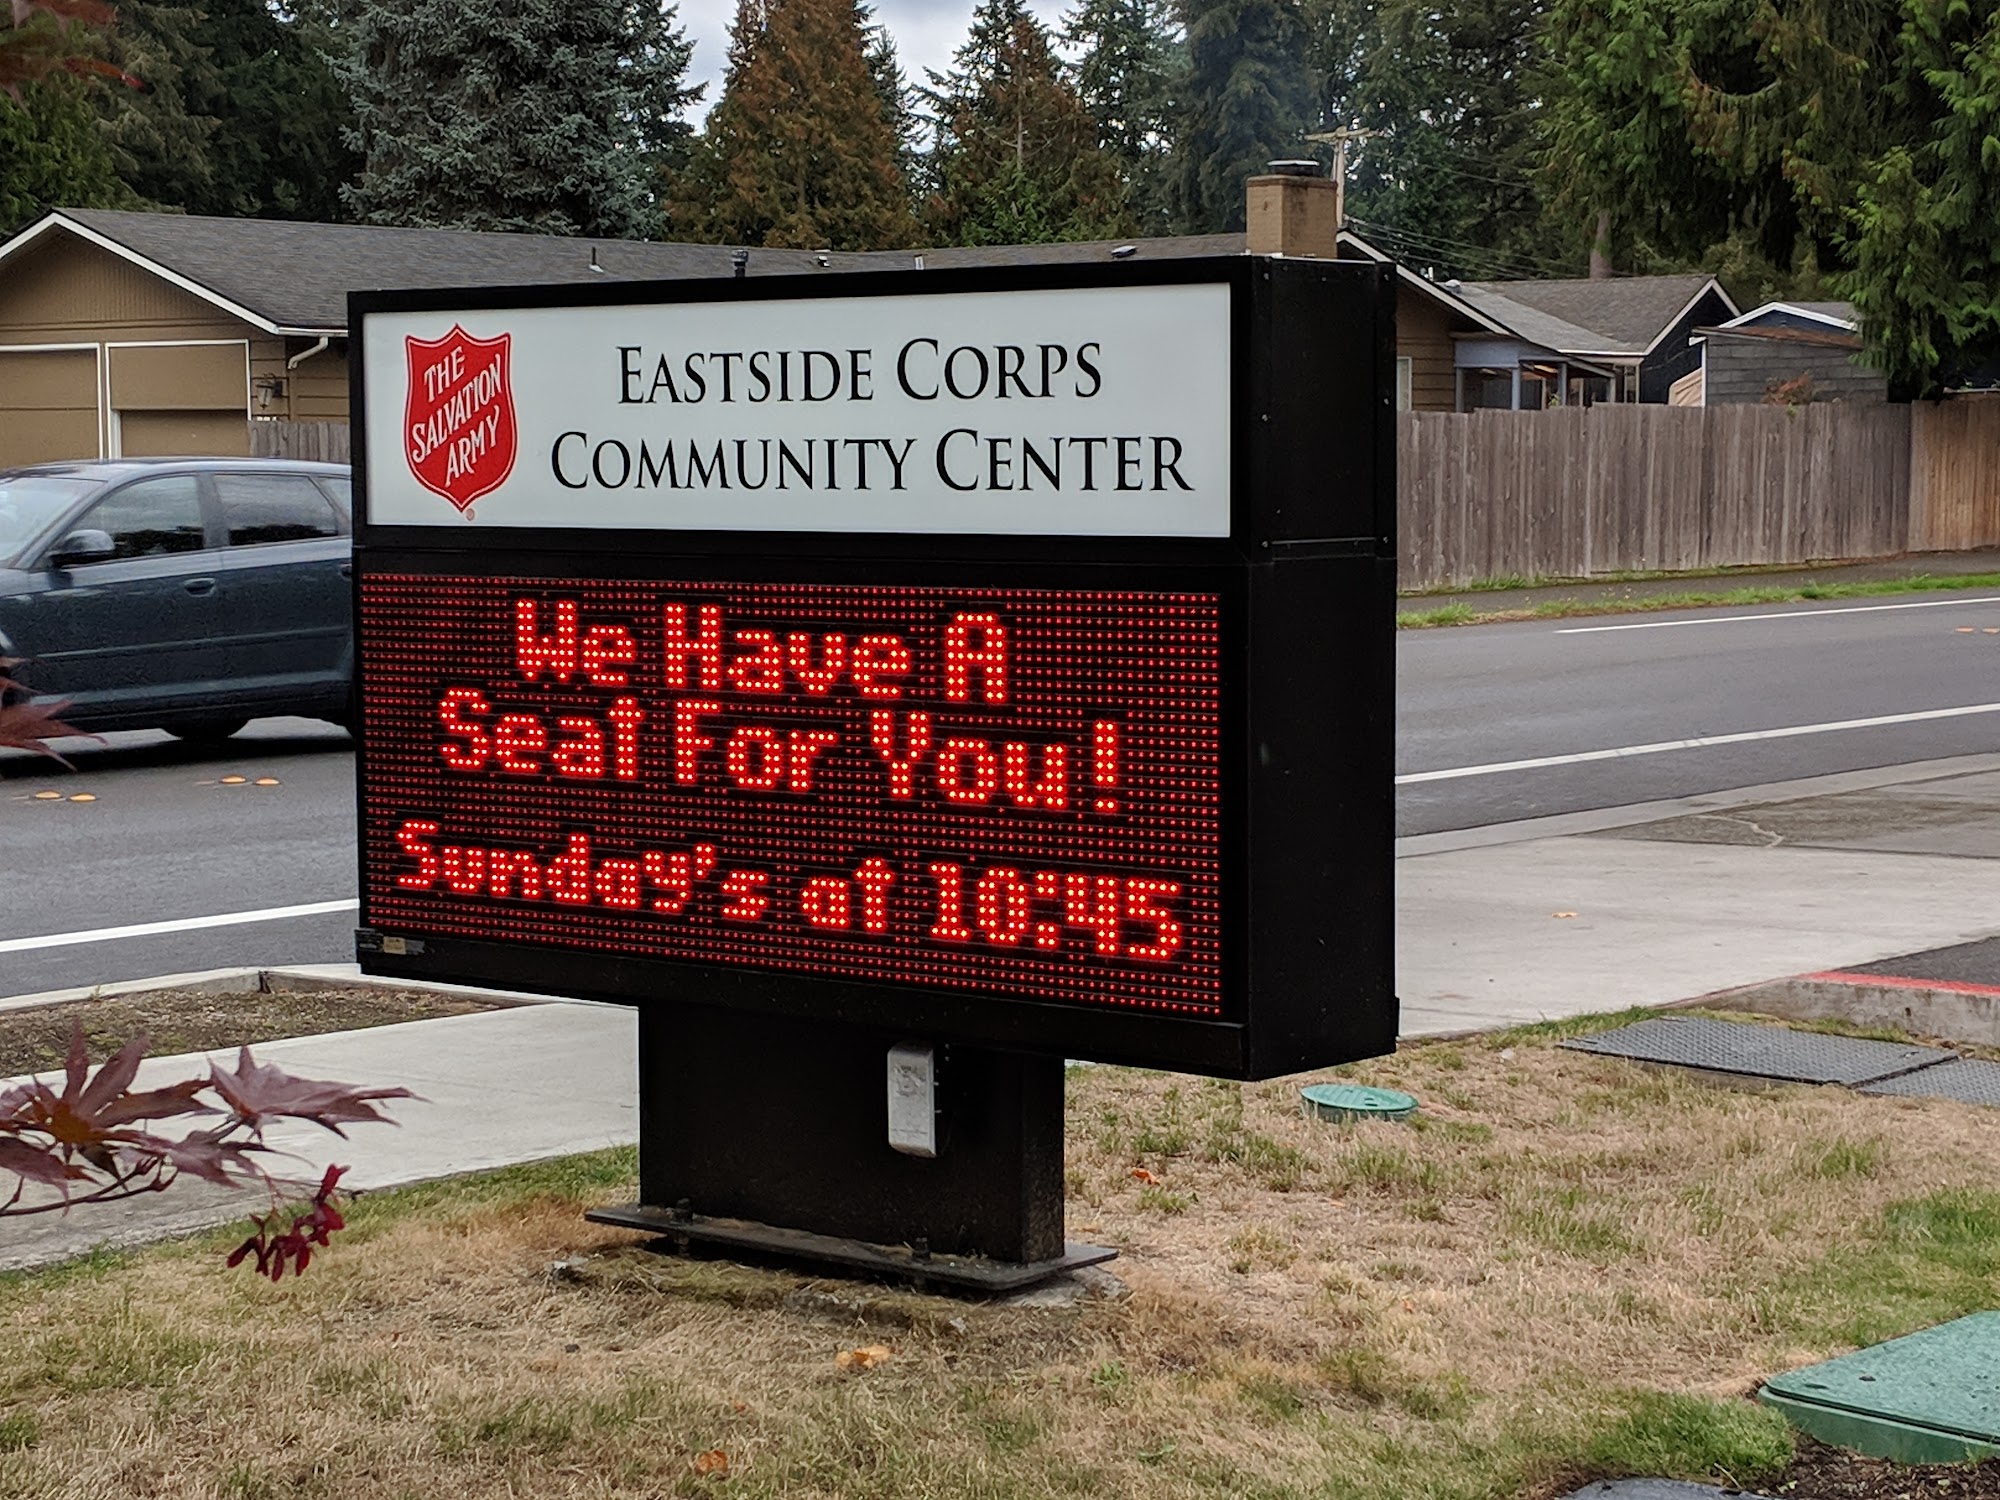 THE
SALVATION
ARMY
EASTSIDE CORPS
COMMUNITY CENTER
We Have A
Seat For You!
Sunday's at 10:45